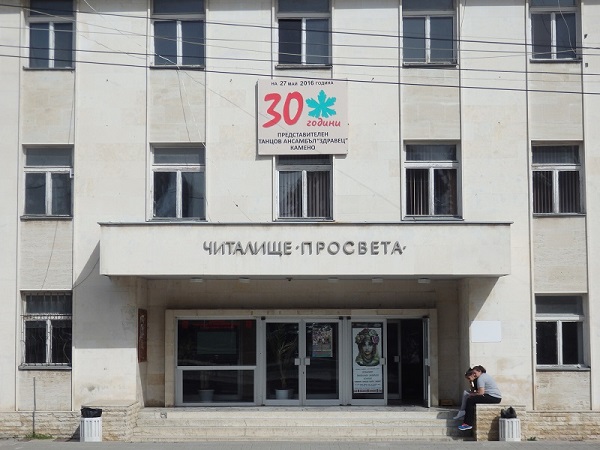 НА 27 МАЙ 2016 ГОДИНА
30
години
ПРЕДСТАВИТЕЛЕН
ТАНЦОВ АНСАМБЪЛ "ЗДРАВЕЦ"
КАМЕНО
ЧИТАЛИЩЕ "ПРОСВЕТА"